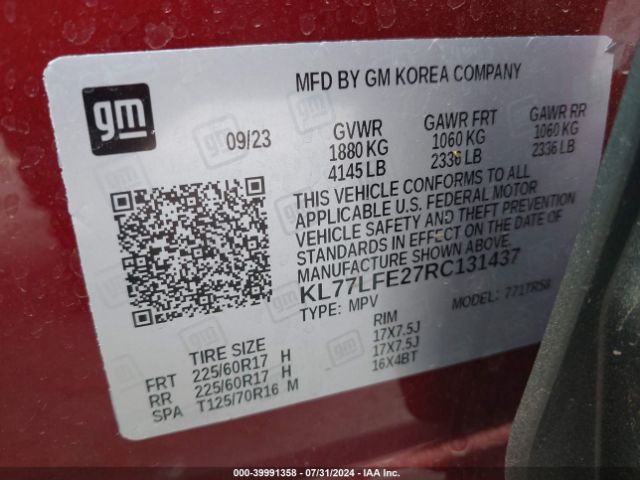 gm
MFD BY GM KOREA COMPANY
09/23
GVWR
1880 KG
4145 LB
GAWR FRT
1060 KG
2336 LB
GAWR RR
1060 KG
2336 LB
THIS VEHICLE CONFORMS TO ALL
APPLICABLE U.S. FEDERAL MOTOR
VEHICLE SAFETY AND THEFT PREVENTION
STANDARDS IN EFFECT ON THE DATE OF
MANUFACTURE SHOWN ABOVE.
KL77LFE27RC131437
TYPE: MPV
MODEL: 771TR58
TIRE SIZE
RIM
FRT 225/60R17 H 17X7.5J
RR 225/60R17 H 17X7.5J
SPA T125/70R16 M 16X4BT
000-39991358 | 07/31/2024 | IAA Inc.